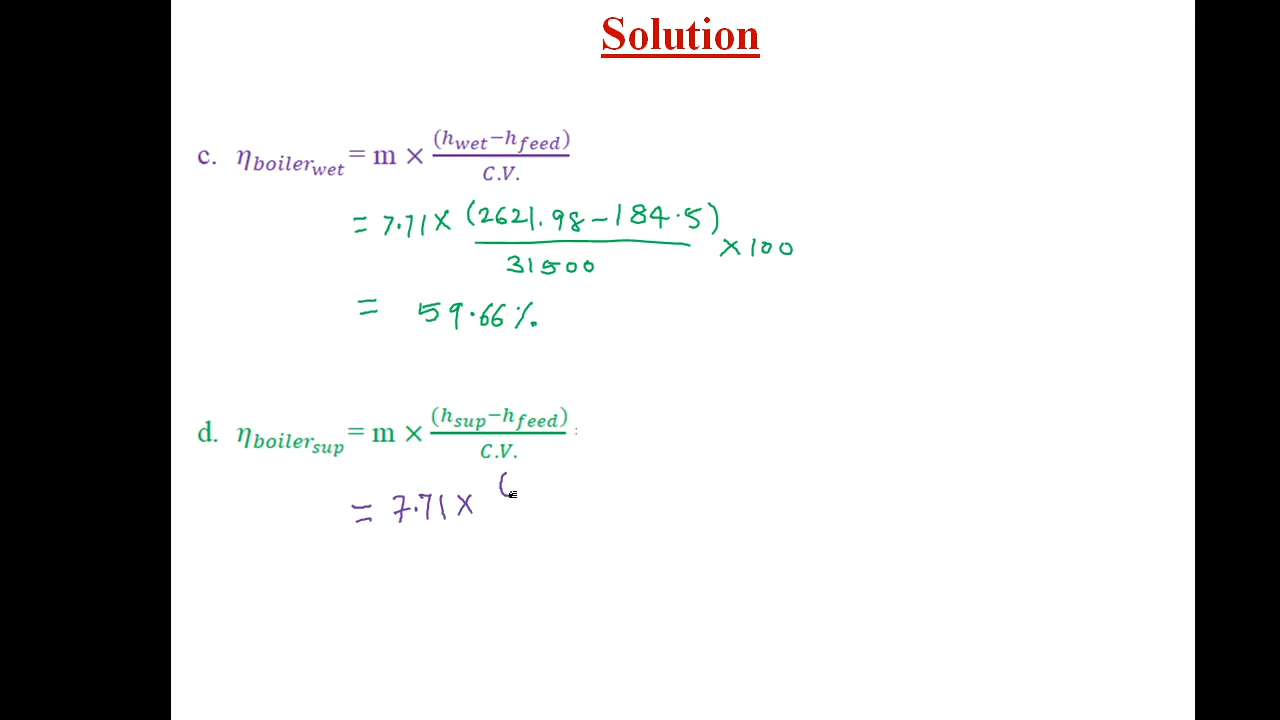 Solution
c. η_boiler_wet = m × (h_wet−h_feed) / C.V.
= 7.71 × (2621.98 − 184.5) / 31500 × 100
= 59.66 %.
d. η_boiler_sup = m × (h_sup−h_feed) / C.V. :
= 7.71 × (